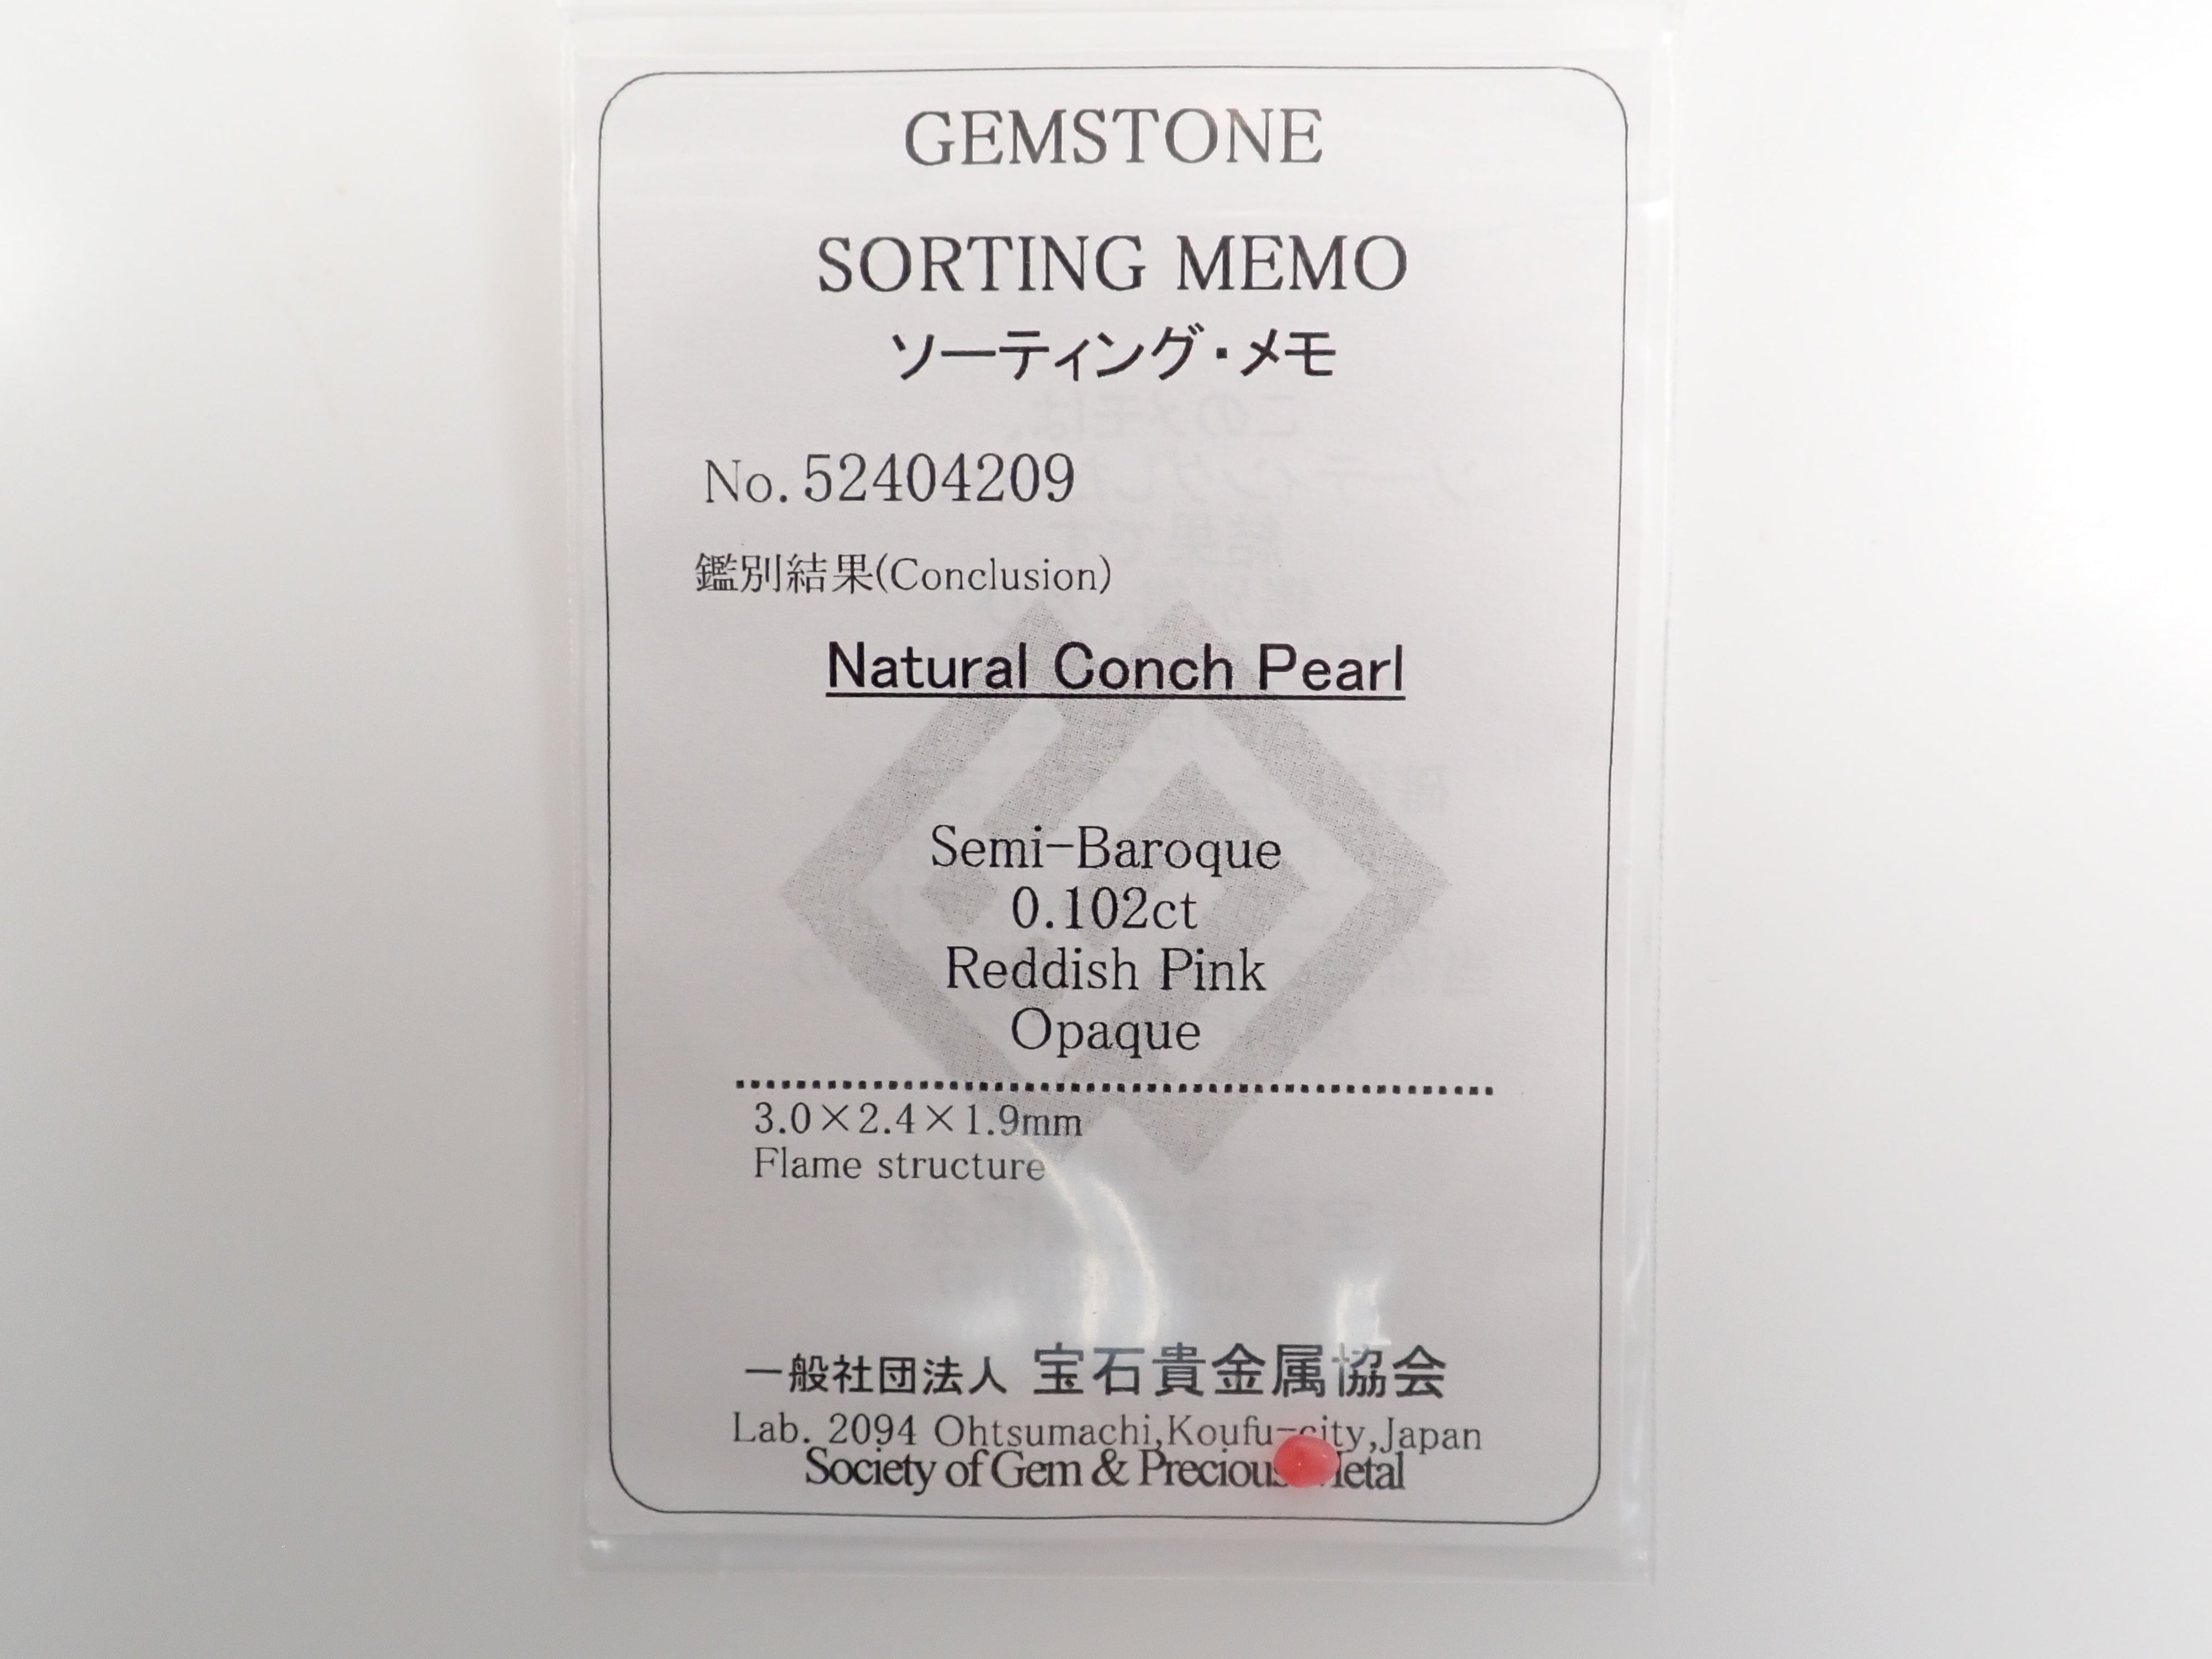 GEMSTONE
SORTING MEMO
ソーティング・メモ
No. 52404209
鑑別結果(Conclusion)
Natural Conch Pearl
Semi-Baroque
0.102ct
Reddish Pink
Opaque
3.0×2.4×1.9mm
Flame structure
一般社団法人 宝石貴金属協会
Lab. 2094 Ohtsumachi,Koufu-city,Japan
Society of Gem & Precious Metal